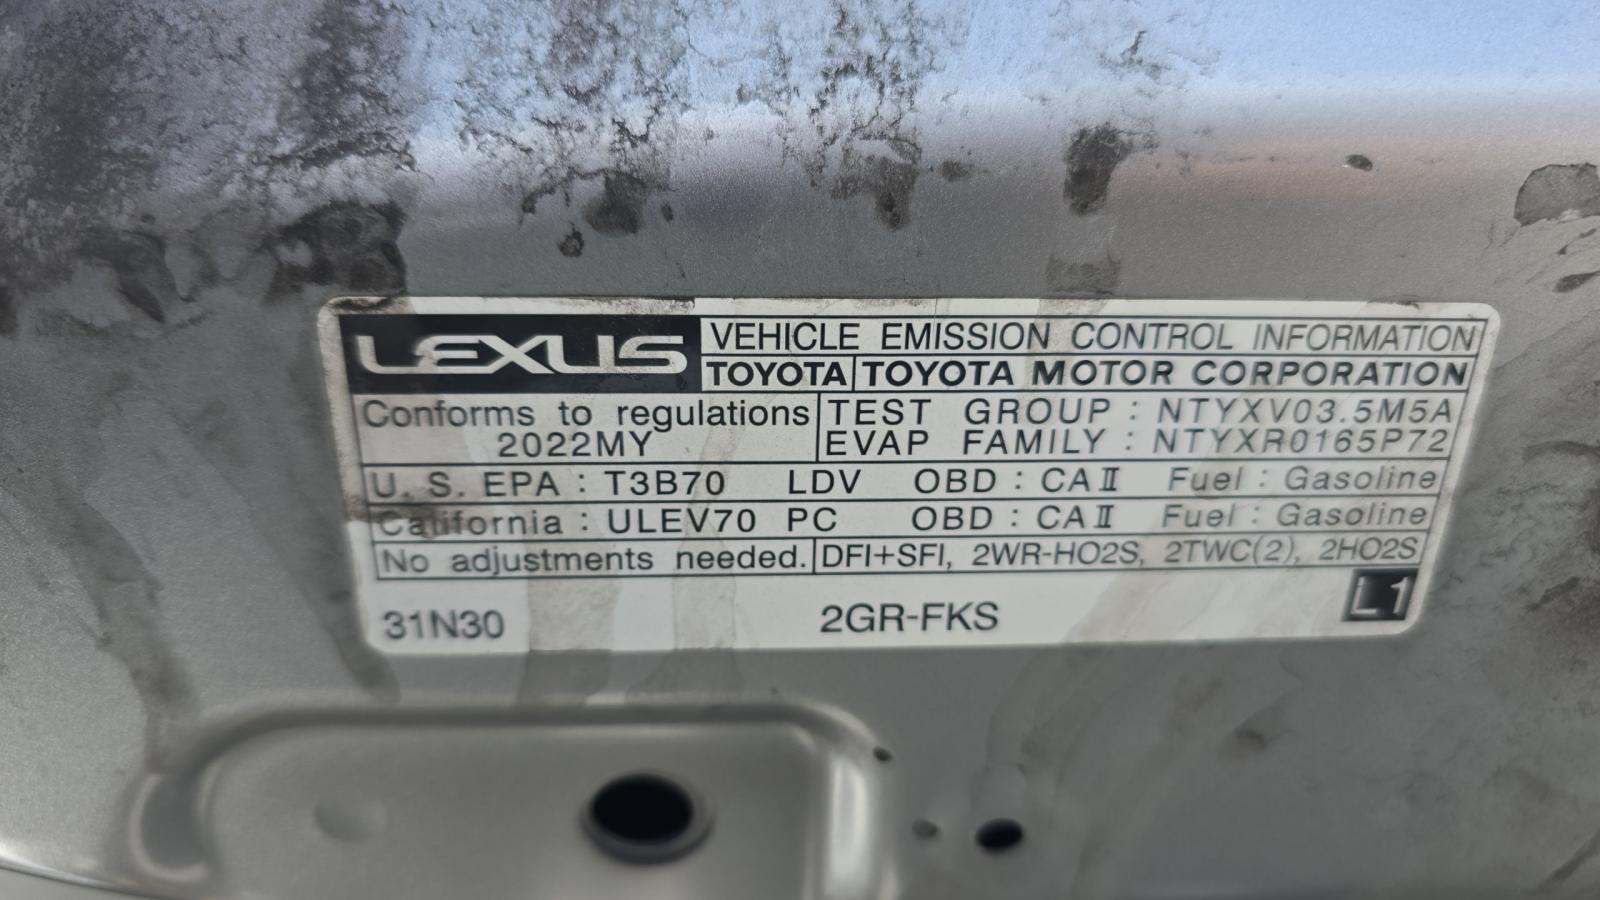 LEXUS VEHICLE EMISSION CONTROL INFORMATION
TOYOTA TOYOTA MOTOR CORPORATION
Conforms to regulations TEST GROUP : NTYXV03.5M5A
2022MY EVAP FAMILY : NTYXR0165P72
U. S. EPA : T3B70 LDV OBD : CAⅡ Fuel : Gasoline
California : ULEV70 PC OBD : CAⅡ Fuel : Gasoline
No adjustments needed. DFI+SFI, 2WR-HO2S, 2TWC(2), 2HO2S
31N30 2GR-FKS L1